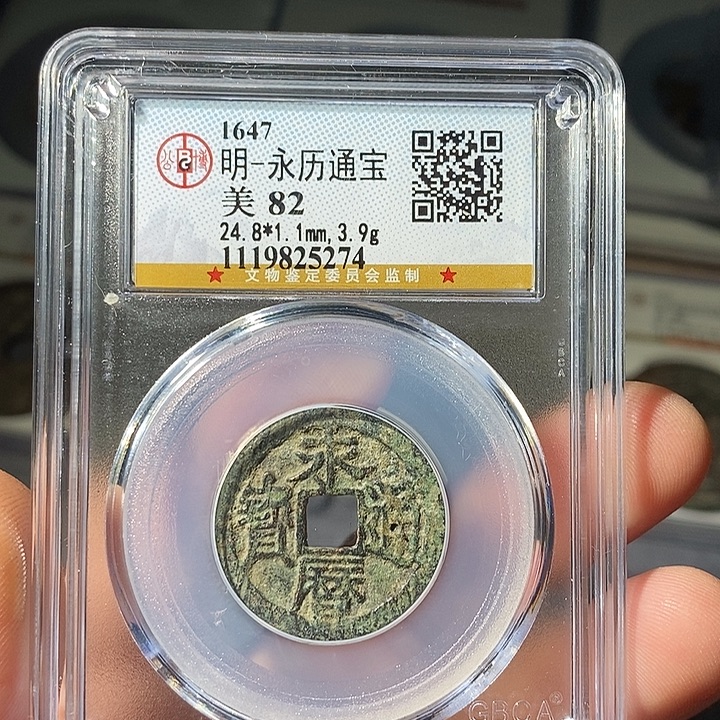 1647
明-永历通宝
美 82
24.8*1.1mm,3.9g
1119825274
文物鉴定委员会监制
GBCA
永
寶 通
曆
GBCA®